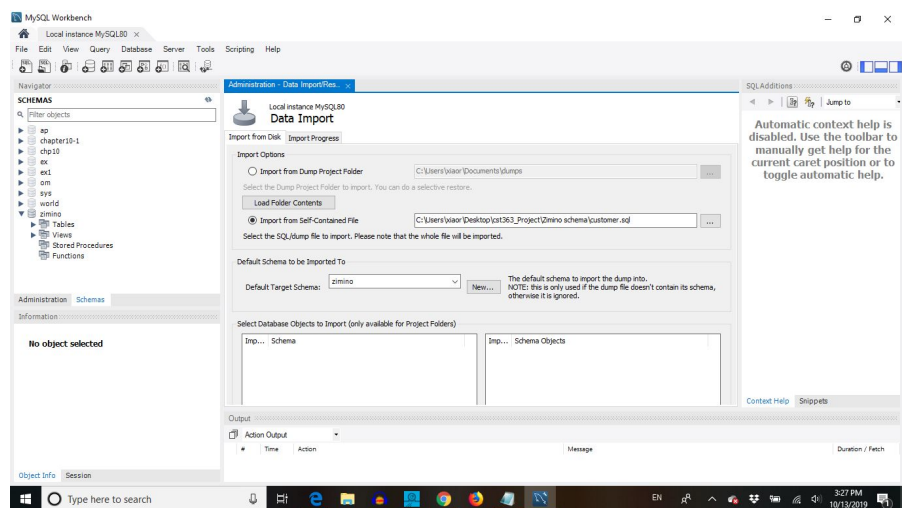 MySQL Workbench
Local instance MySQL80 ×
File Edit View Query Database Server Tools Scripting Help
Navigator
SCHEMAS
Filter objects
ap
chapter10-1
chp10
ex
ex1
om
sys
world
zimino
Tables
Views
Stored Procedures
Functions
Administration Schemas
Information
No object selected
Object Info Session
Administration - Data Import/Res... ×
Local instance MySQL80
Data Import
Import from Disk Import Progress
Import Options
Import from Dump Project Folder C:\Users\xiaor\Documents\dumps ...
Select the Dump Project Folder to import. You can do a selective restore.
Load Folder Contents
Import from Self-Contained File C:\Users\xiaor\Desktop\cst363_Project\Zimino schema\customer.sql ...
Select the SQL/dump file to import. Please note that the whole file will be imported.
Default Schema to be Imported To
Default Target Schema: zimino New...
The default schema to import the dump into.
NOTE: this is only used if the dump file doesn't contain its schema,
otherwise it is ignored.
Select Database Objects to Import (only available for Project Folders)
Imp... Schema
Imp... Schema Objects
Output
Action Output
# Time Action Message Duration / Fetch
SQLAdditions
Jump to
Automatic context help is
disabled. Use the toolbar to
manually get help for the
current caret position or to
toggle automatic help.
Context Help Snippets
Type here to search
EN
3:27 PM
10/13/2019